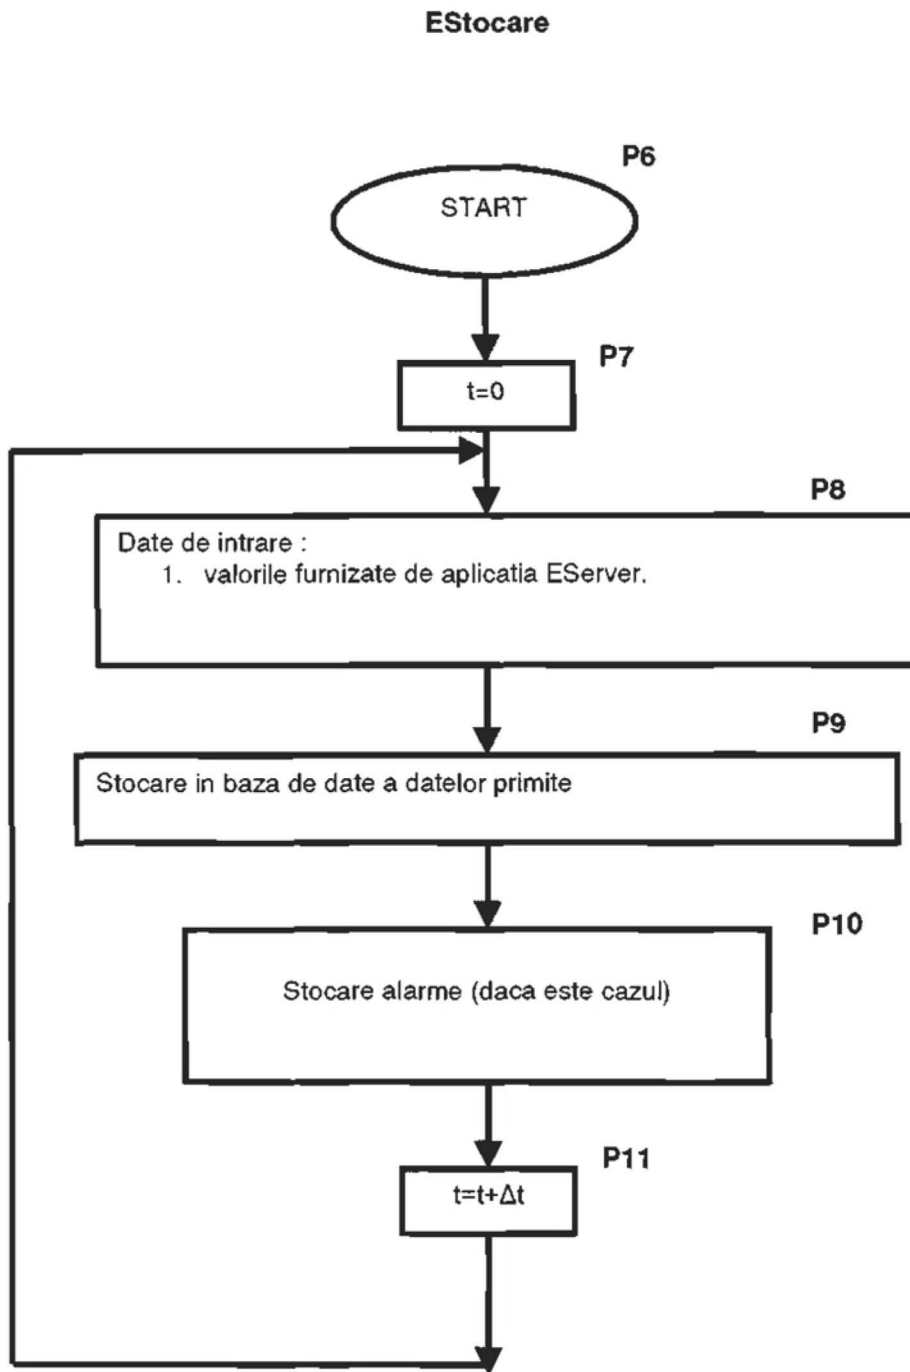 EStocare
P6
START
P7
t=0
P8
Date de intrare :
1. valorile furnizate de aplicatia EServer.
P9
Stocare in baza de date a datelor primite
P10
Stocare alarme (daca este cazul)
P11
t=t+Δt